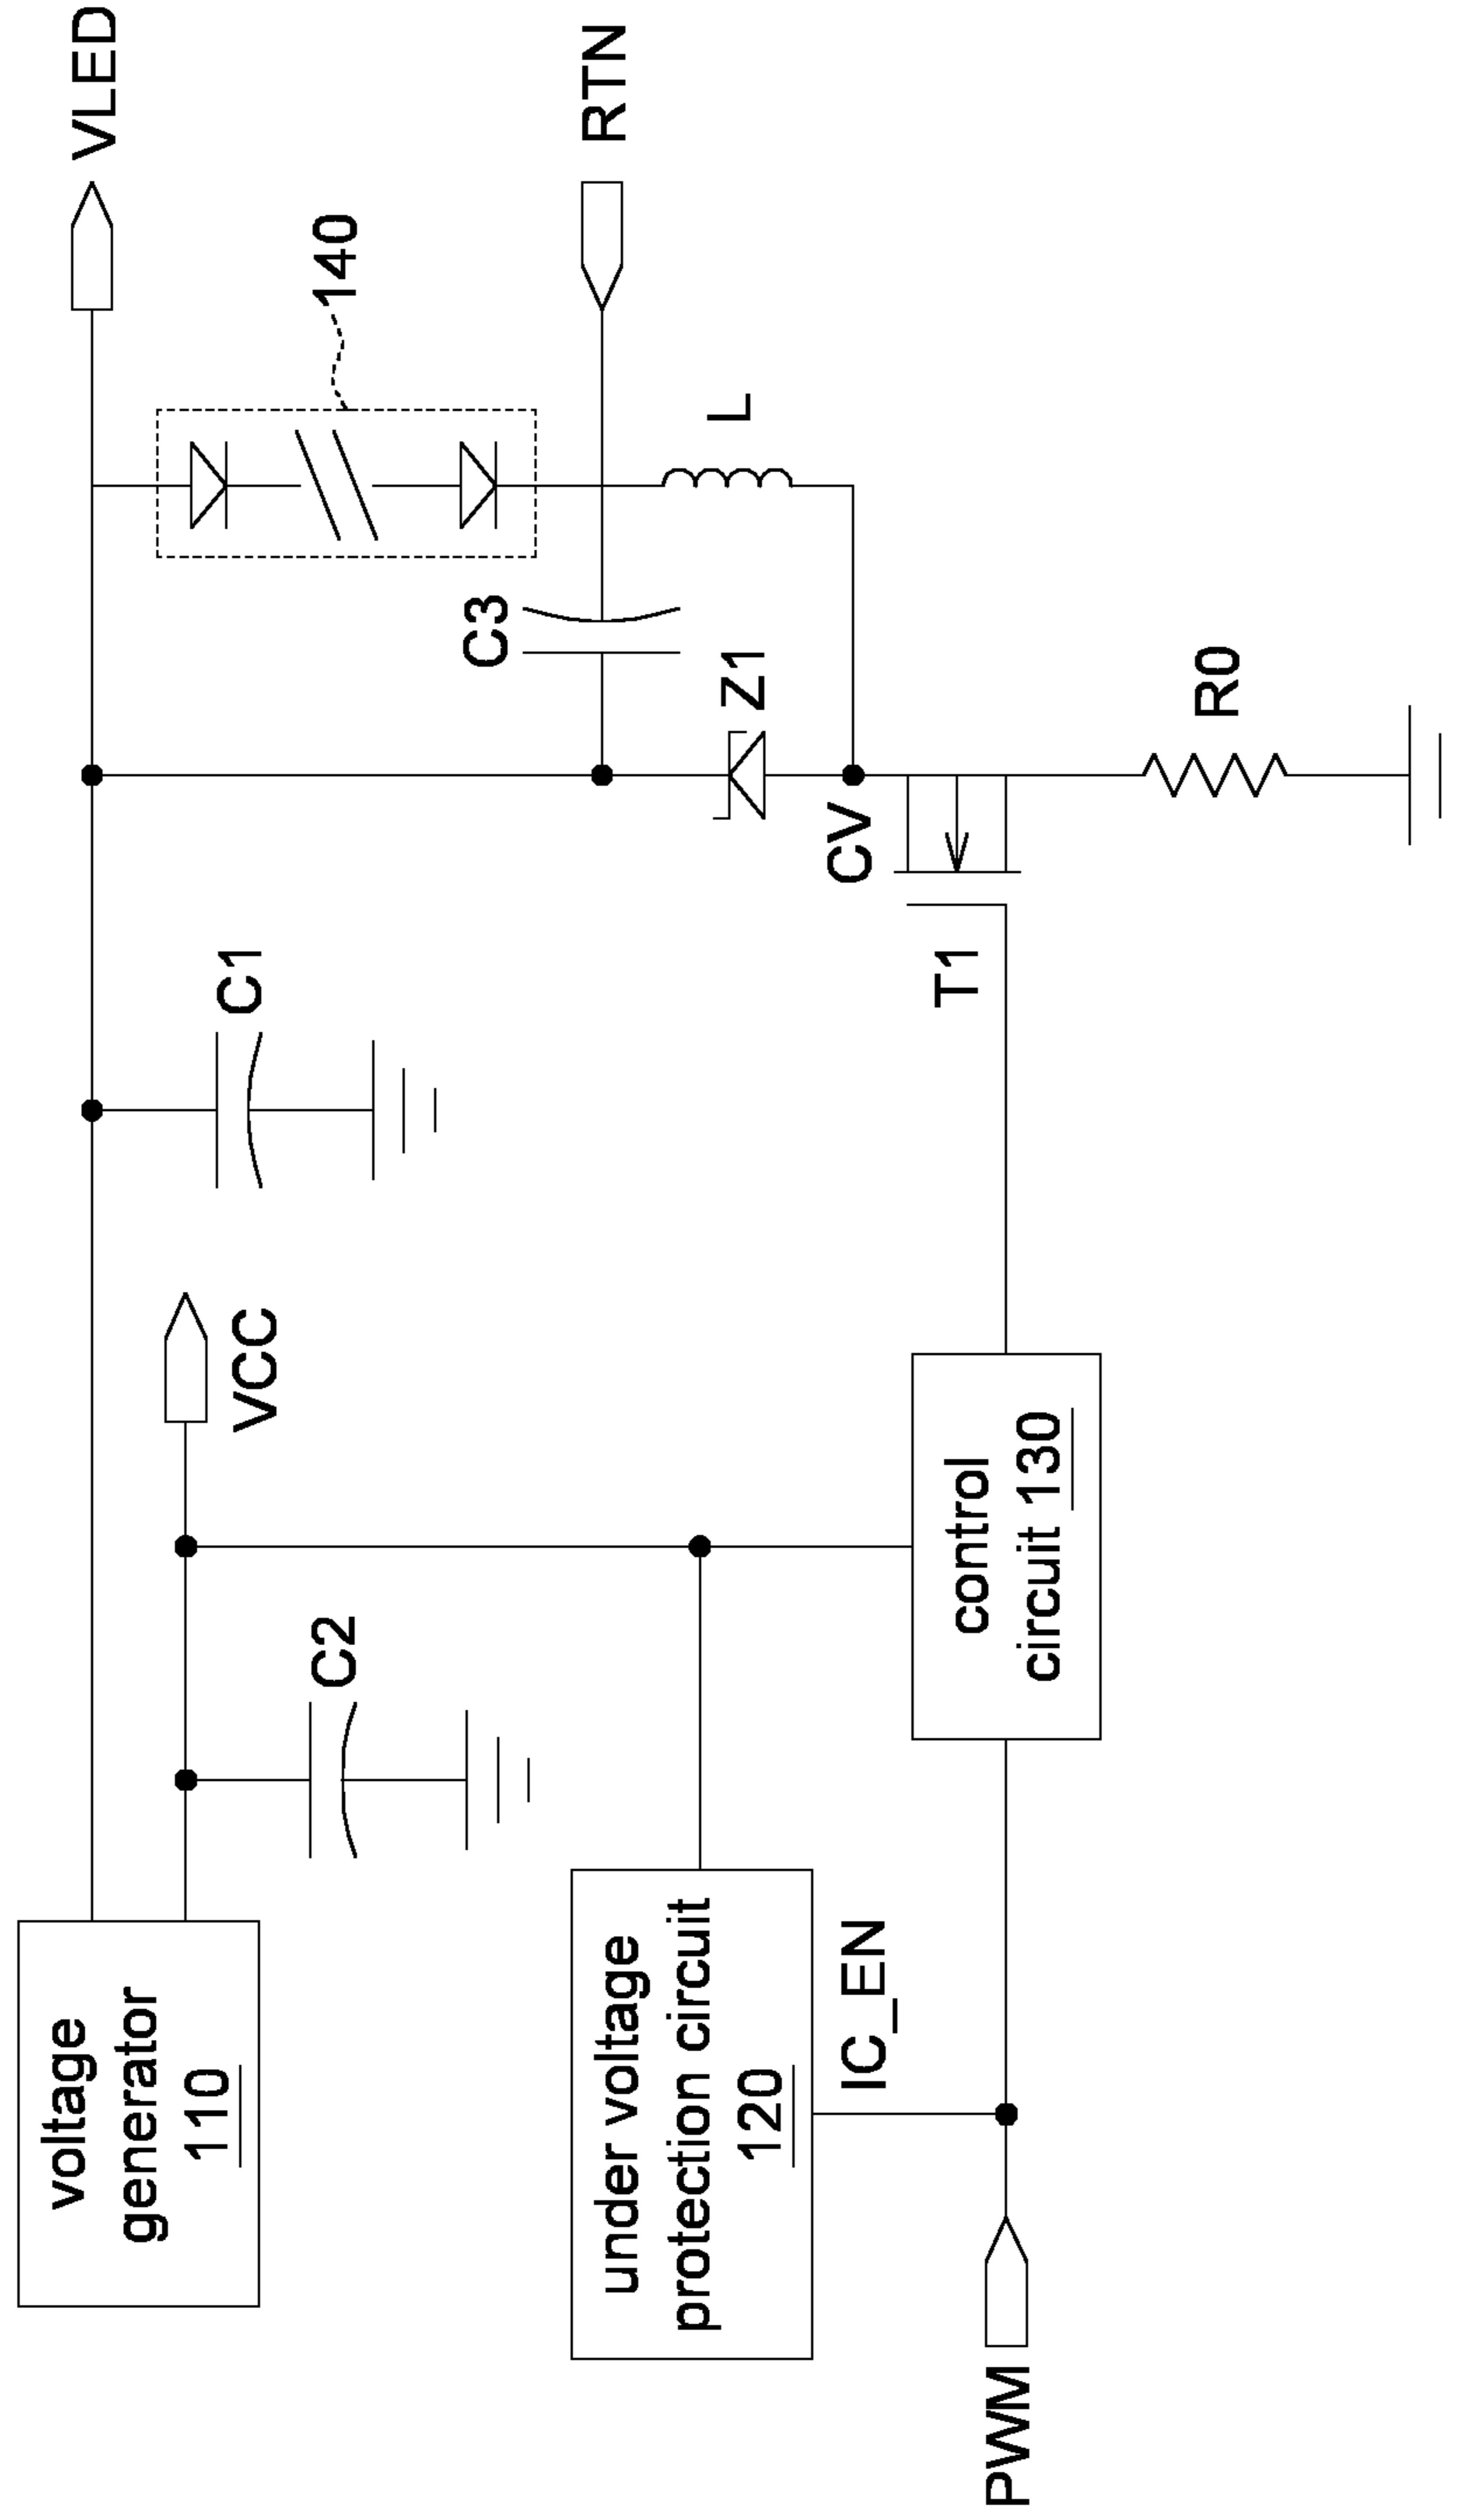 voltage
generator
110
VLED
VCC
C1
C2
140
RTN
C3
L
Z1
CV
under voltage
protection circuit
120
IC_EN
T1
control
circuit 130
R0
PWM